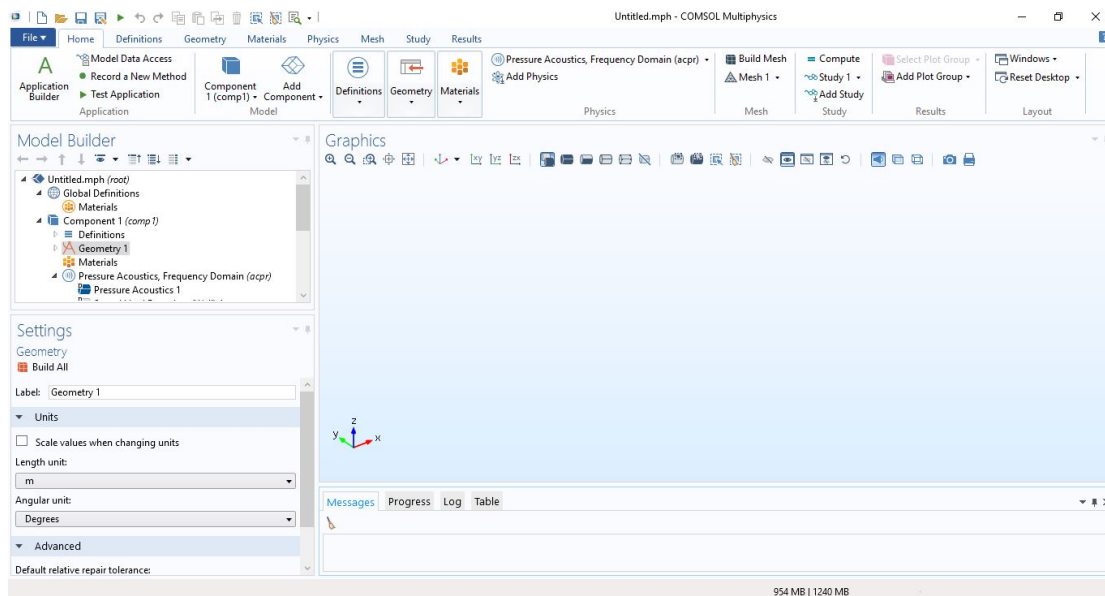 Untitled.mph - COMSOL Multiphysics
File Home Definitions Geometry Materials Physics Mesh Study Results
Application Builder
Model Data Access
Record a New Method
Test Application
Application
Component 1 (comp1)
Add Component
Model
Definitions
Geometry
Materials
Pressure Acoustics, Frequency Domain (acpr)
Add Physics
Physics
Build Mesh
Mesh 1
Mesh
Compute
Study 1
Add Study
Study
Select Plot Group
Add Plot Group
Results
Windows
Reset Desktop
Layout
Model Builder
Untitled.mph (root)
Global Definitions
Materials
Component 1 (comp1)
Definitions
Geometry 1
Materials
Pressure Acoustics, Frequency Domain (acpr)
Pressure Acoustics 1
Settings
Geometry
Build All
Label: Geometry 1
Units
Scale values when changing units
Length unit:
m
Angular unit:
Degrees
Advanced
Default relative repair tolerance:
Graphics
xy yz zx
z
y x
Messages Progress Log Table
954 MB | 1240 MB